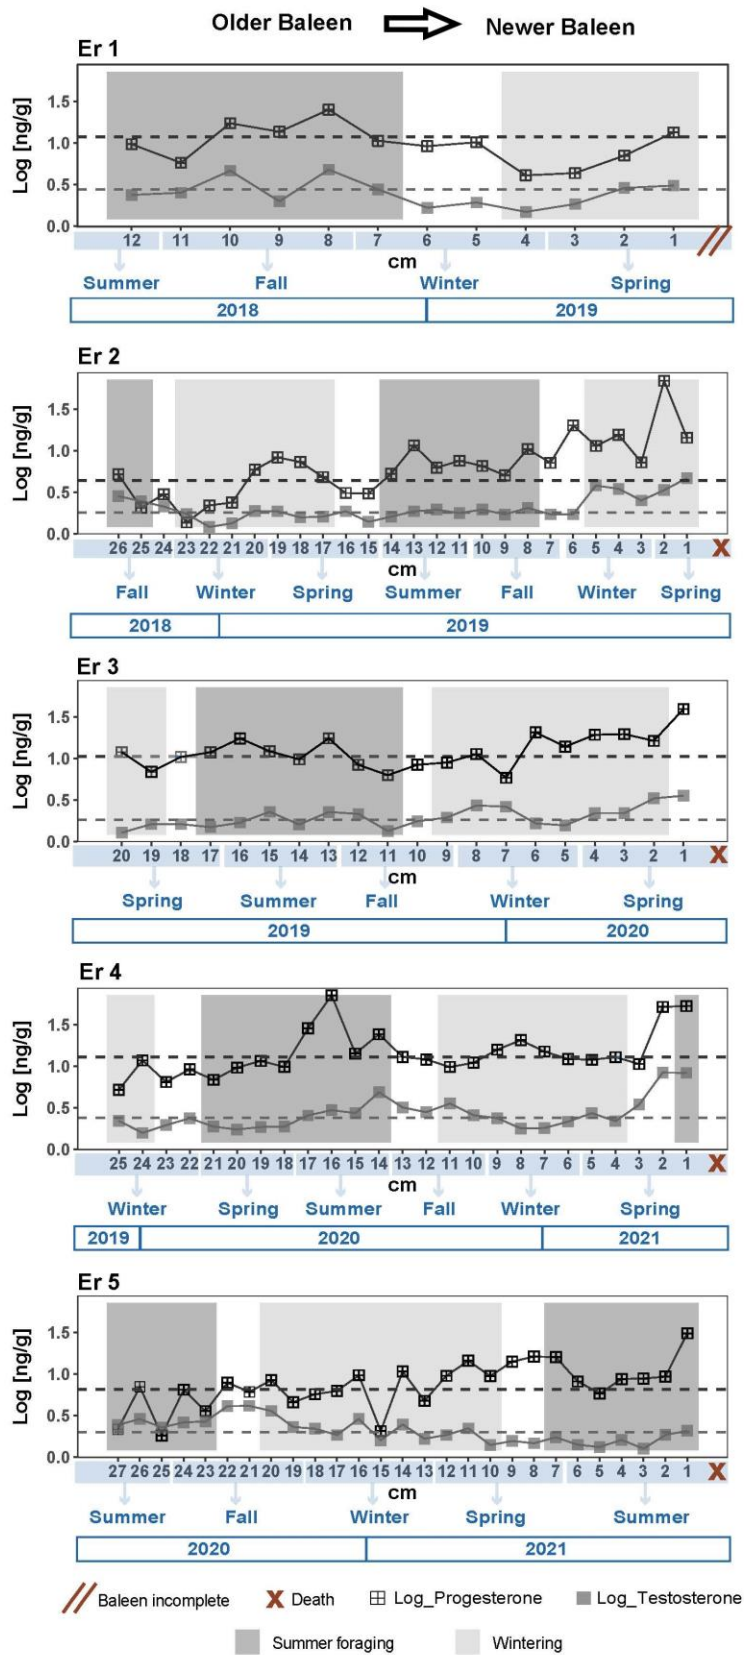 Older Baleen Newer Baleen
Er 1
Log [ng/g]
1.5
1.0
0.5
0.0
12 11 10 9 8 7 6 5 4 3 2 1
cm
Summer Fall Winter Spring
2018 2019
Er 2
Log [ng/g]
1.5
1.0
0.5
0.0
26 25 24 23 22 21 20 19 18 17 16 15 14 13 12 11 10 9 8 7 6 5 4 3 2 1 X
cm
Fall Winter Spring Summer Fall Winter Spring
2018 2019
Er 3
Log [ng/g]
1.5
1.0
0.5
0.0
20 19 18 17 16 15 14 13 12 11 10 9 8 7 6 5 4 3 2 1 X
cm
Spring Summer Fall Winter Spring
2019 2020
Er 4
Log [ng/g]
1.5
1.0
0.5
0.0
25 24 23 22 21 20 19 18 17 16 15 14 13 12 11 10 9 8 7 6 5 4 3 2 1 X
cm
Winter Spring Summer Fall Winter Spring
2019 2020 2021
Er 5
Log [ng/g]
1.5
1.0
0.5
0.0
27 26 25 24 23 22 21 20 19 18 17 16 15 14 13 12 11 10 9 8 7 6 5 4 3 2 1 X
cm
Summer Fall Winter Spring Summer
2020 2021
Baleen incomplete X Death Log_Progesterone Log_Testosterone
Summer foraging Wintering